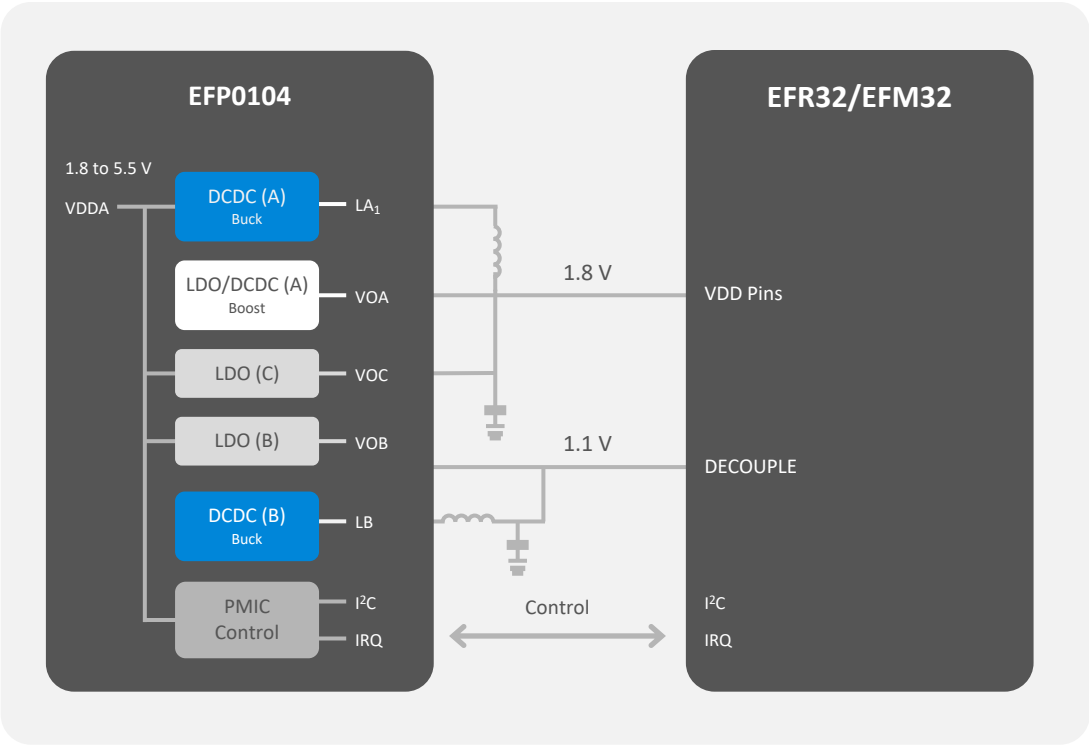 EFP0104
1.8 to 5.5 V
VDDA
DCDC (A)
Buck
LA₁
LDO/DCDC (A)
Boost
VOA
LDO (C)
VOC
LDO (B)
VOB
DCDC (B)
Buck
LB
PMIC
Control
I²C
IRQ
1.8 V
1.1 V
Control
EFR32/EFM32
VDD Pins
DECOUPLE
I²C
IRQ